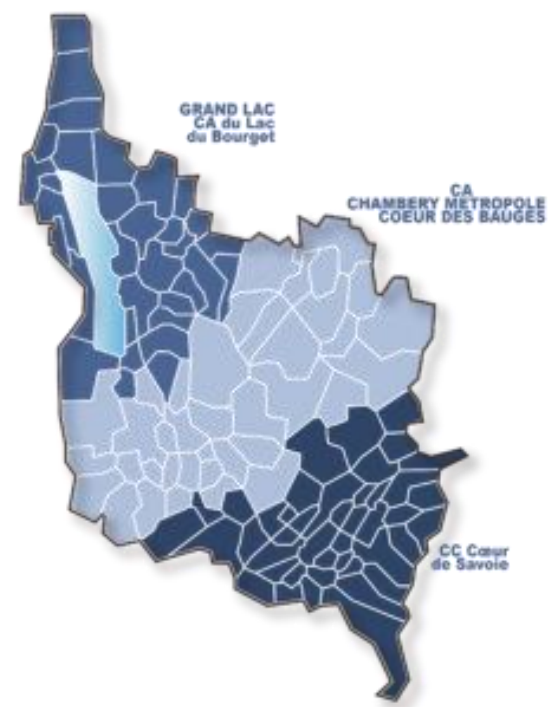 GRAND LAC
CA du Lac
du Bourget
CA
CHAMBERY METROPOLE
COEUR DES BAUGES
CC Cœur
de Savoie